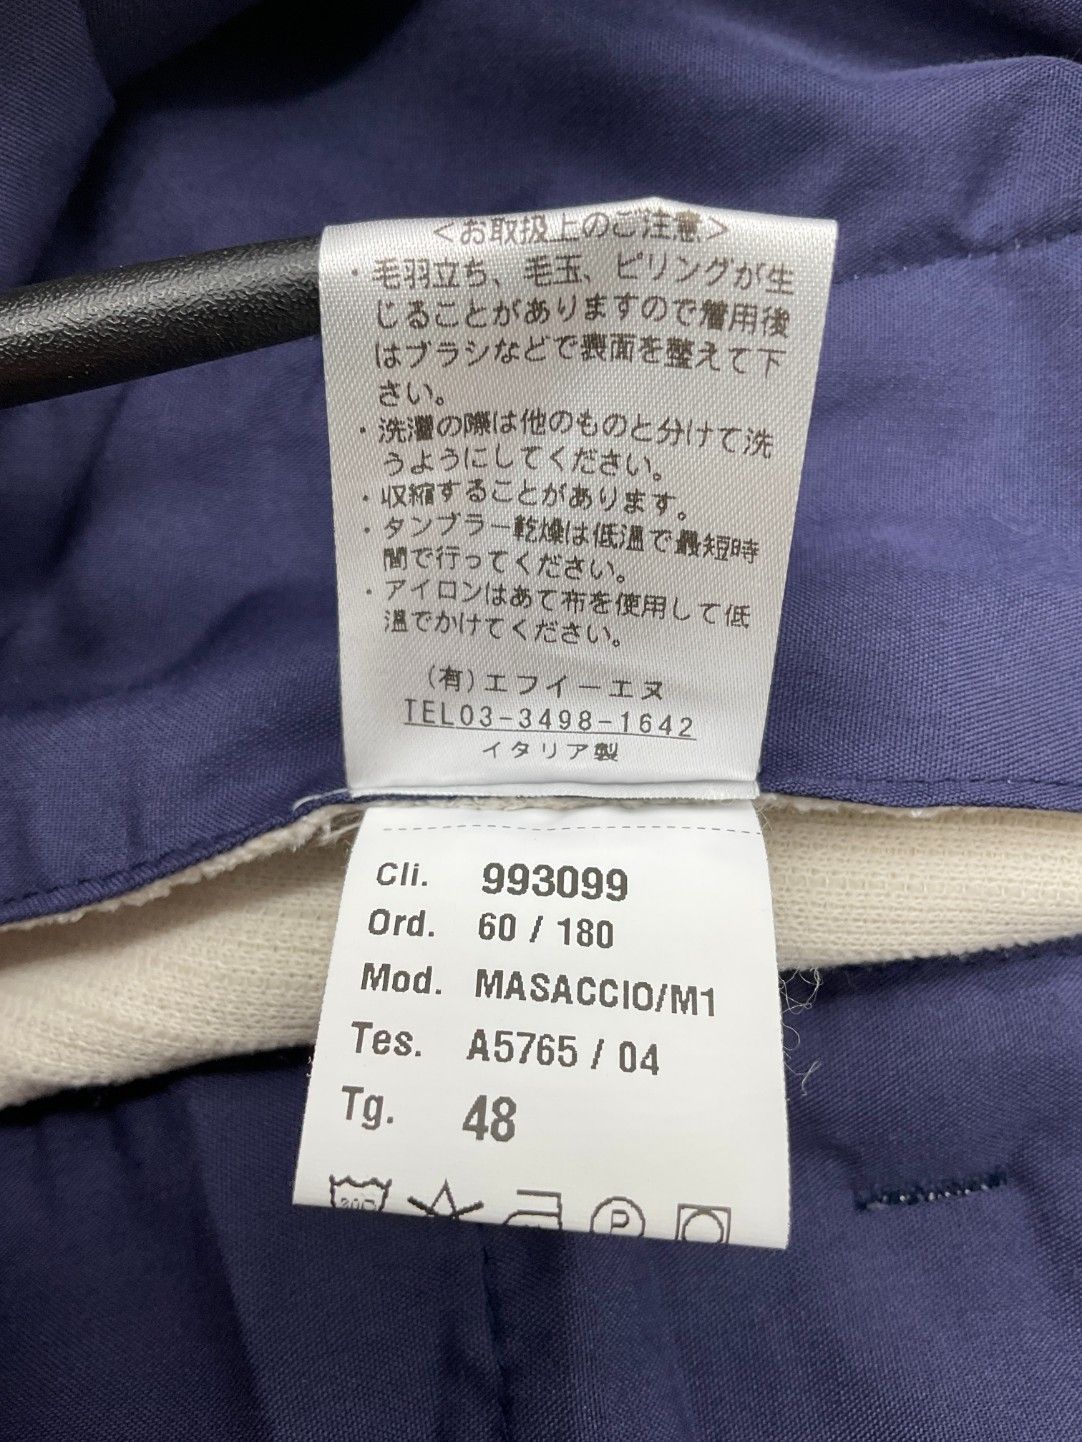 <お取扱上のご注意>
・毛羽立ち、毛玉、ピリングが生
じることがありますので着用後
はブラシなどで表面を整えて下
さい。
・洗濯の際は他のものと分けて洗
うようにしてください。
・収縮することがあります。
・タンブラー乾燥は低温で最短時
間で行ってください。
・アイロンはあて布を使用して低
温でかけてください。
(有)エフイーエヌ
TEL03-3498-1642
イタリア製
Cli. 993099
Ord. 60 / 180
Mod. MASACCIO/M1
Tes. A5765 / 04
Tg. 48
P